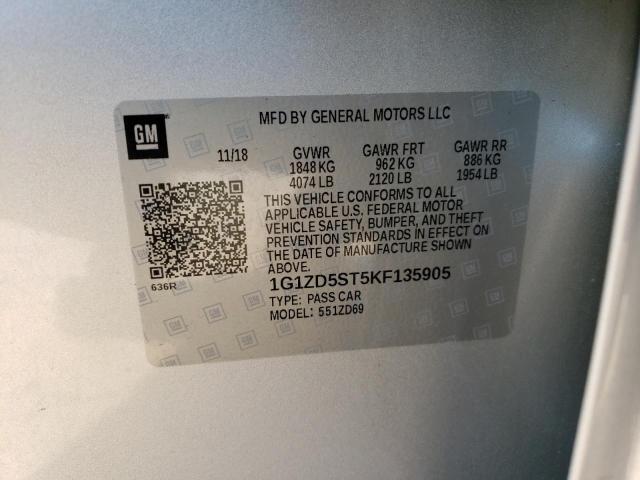 MFD BY GENERAL MOTORS LLC
GM
11/18 GVWR GAWR FRT GAWR RR
1848 KG 962 KG 886 KG
4074 LB 2120 LB 1954 LB
THIS VEHICLE CONFORMS TO ALL
APPLICABLE U.S. FEDERAL MOTOR
VEHICLE SAFETY, BUMPER, AND THEFT
PREVENTION STANDARDS IN EFFECT ON
THE DATE OF MANUFACTURE SHOWN
ABOVE.
636R
1G1ZD5ST5KF135905
TYPE: PASS CAR
MODEL: 551ZD69